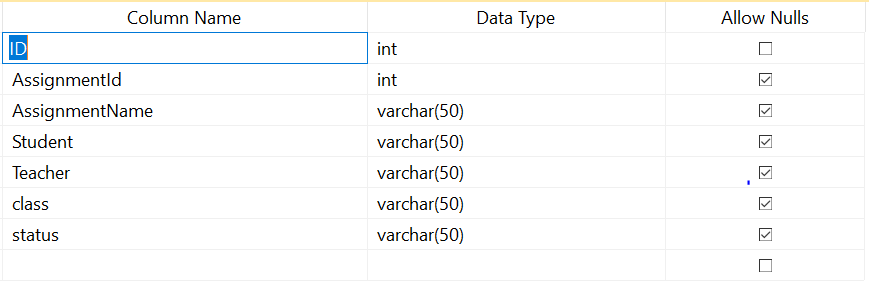 Column Name Data Type Allow Nulls
ID int
AssignmentId int
AssignmentName varchar(50)
Student varchar(50)
Teacher varchar(50)
class varchar(50)
status varchar(50)